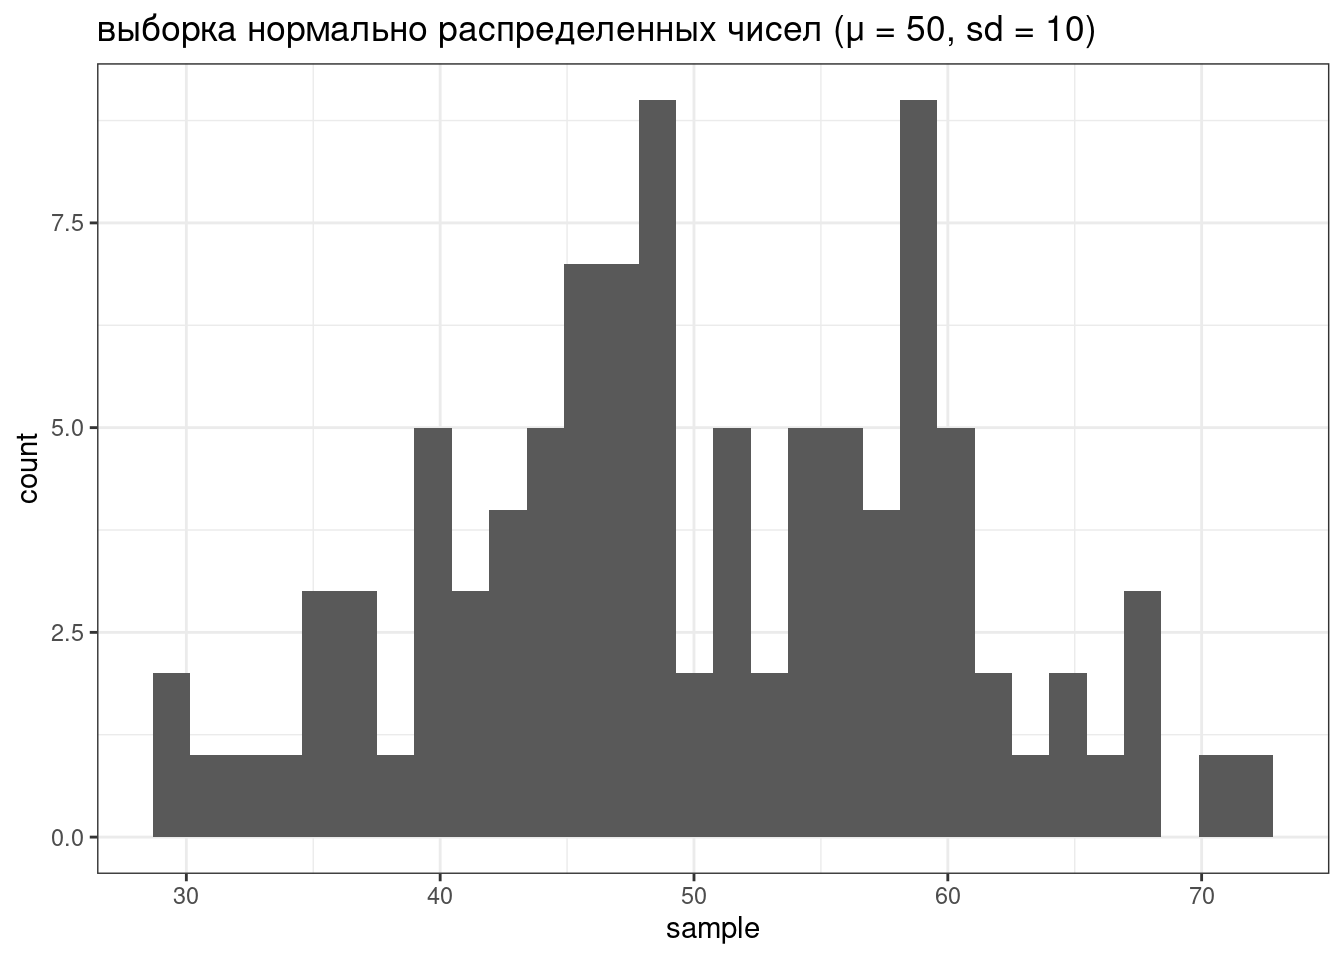 выборка нормально распределенных чисел (μ = 50, sd = 10)
7.5
5.0
2.5
0.0
count
30 40 50 60 70
sample